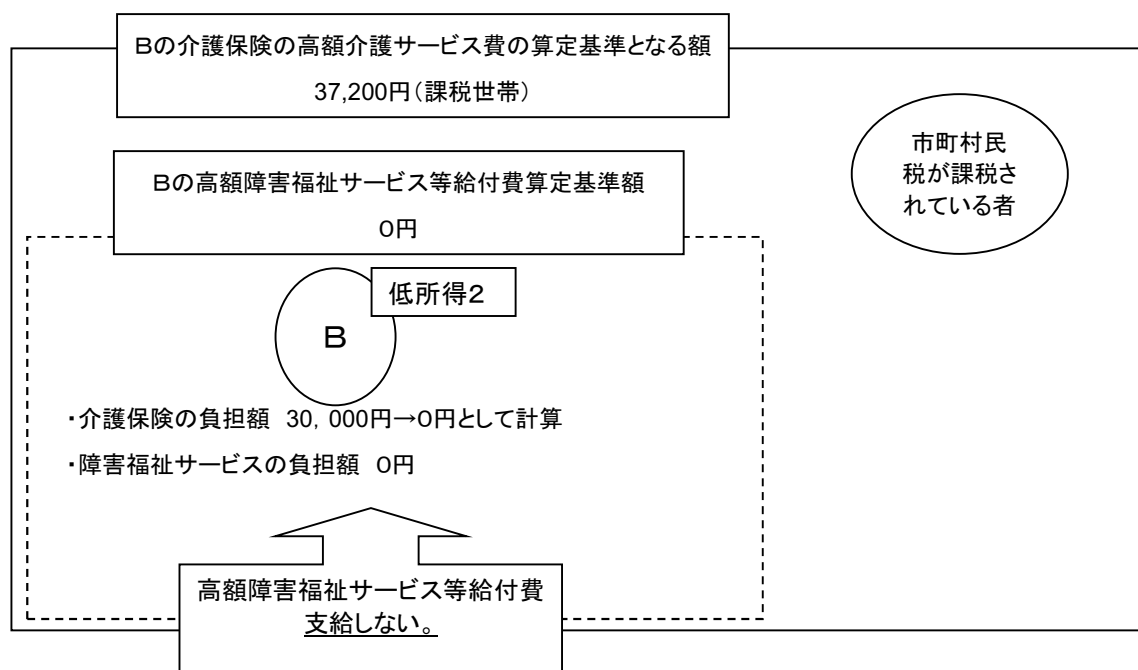 Bの介護保険の高額介護サービス費の算定基準となる額
37,200円(課税世帯)
市町村民
税が課税さ
れている者
Bの高額障害福祉サービス等給付費算定基準額
0円
低所得2
B
・介護保険の負担額 30,000円→0円として計算
・障害福祉サービスの負担額 0円
高額障害福祉サービス等給付費
支給しない。